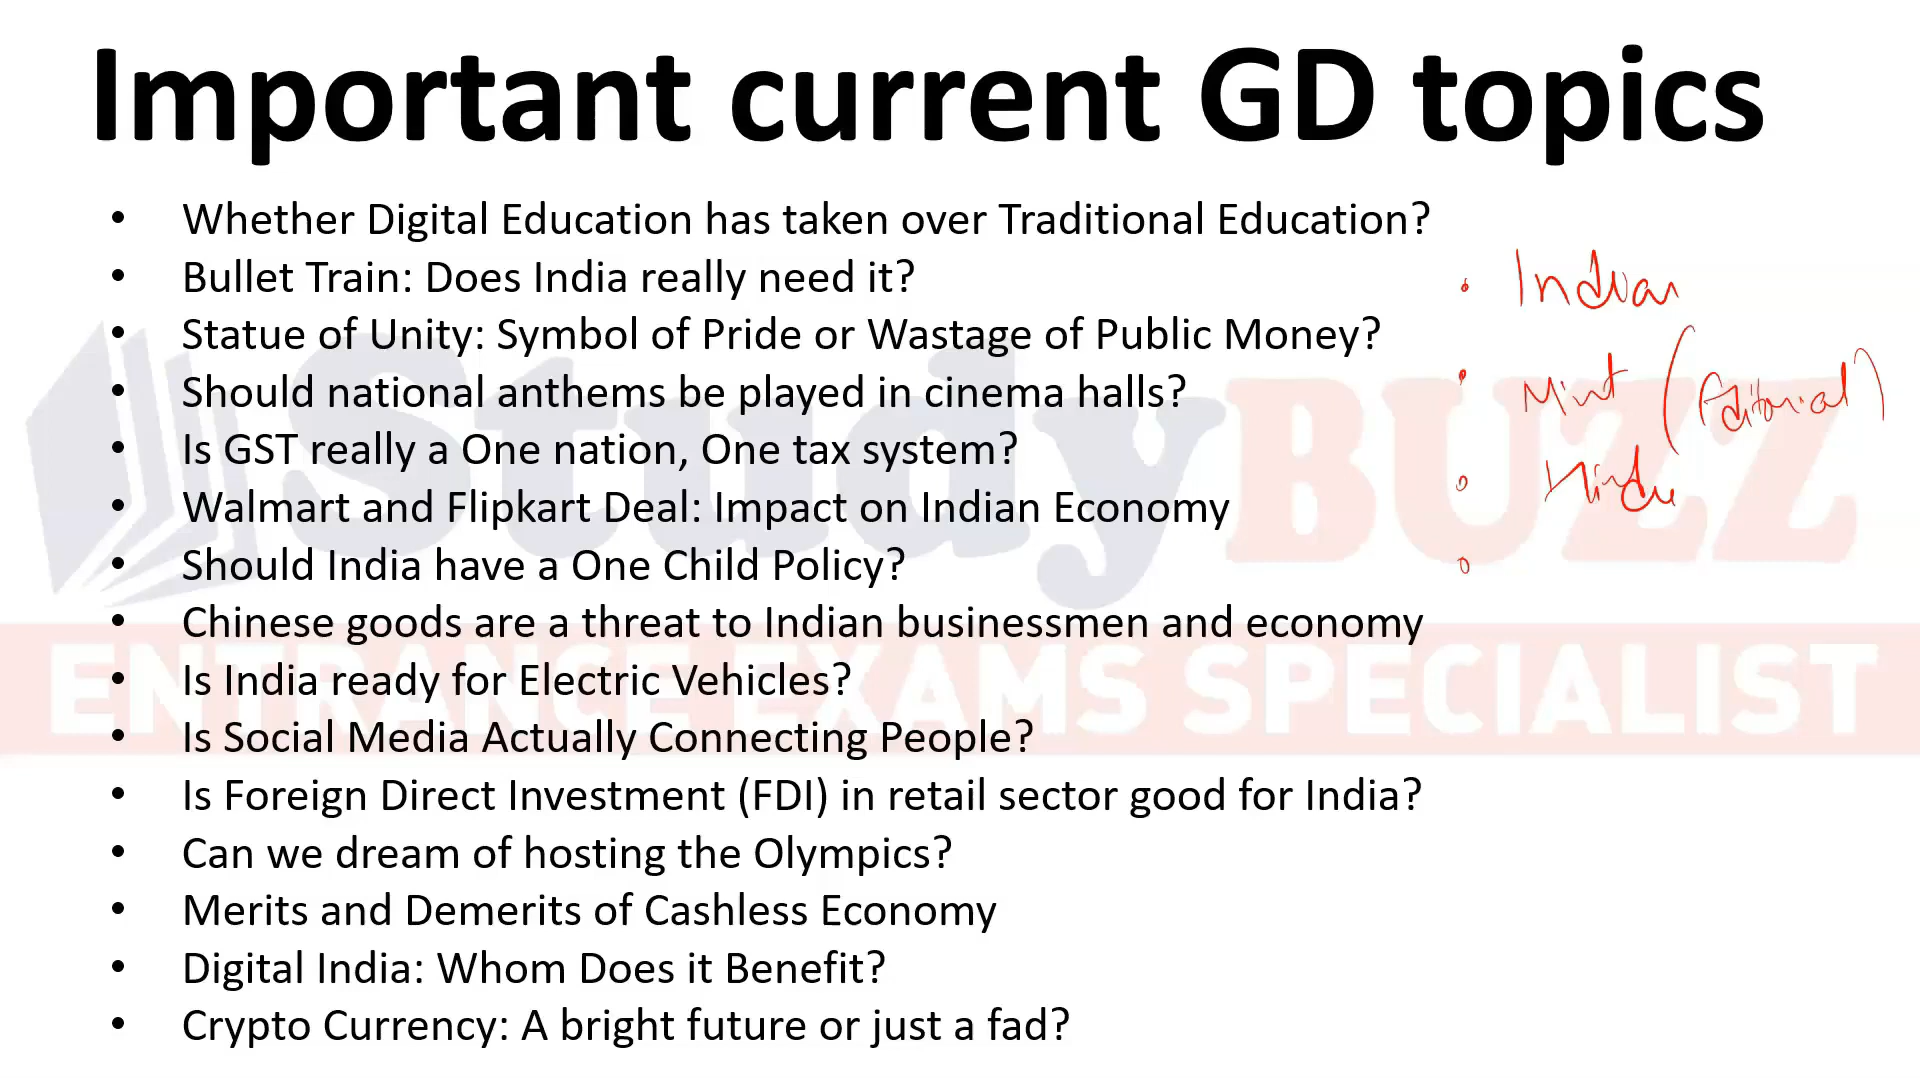 Important current GD topics
• Whether Digital Education has taken over Traditional Education?
• Bullet Train: Does India really need it?
• Statue of Unity: Symbol of Pride or Wastage of Public Money?
• Should national anthems be played in cinema halls?
• Is GST really a One nation, One tax system?
• Walmart and Flipkart Deal: Impact on Indian Economy
• Should India have a One Child Policy?
• Chinese goods are a threat to Indian businessmen and economy
• Is India ready for Electric Vehicles?
• Is Social Media Actually Connecting People?
• Is Foreign Direct Investment (FDI) in retail sector good for India?
• Can we dream of hosting the Olympics?
• Merits and Demerits of Cashless Economy
• Digital India: Whom Does it Benefit?
• Crypto Currency: A bright future or just a fad?
• Indian
• Mint (Editorial)
• Hindu
StudyBUZZ
ENTRANCE EXAMS SPECIALIST